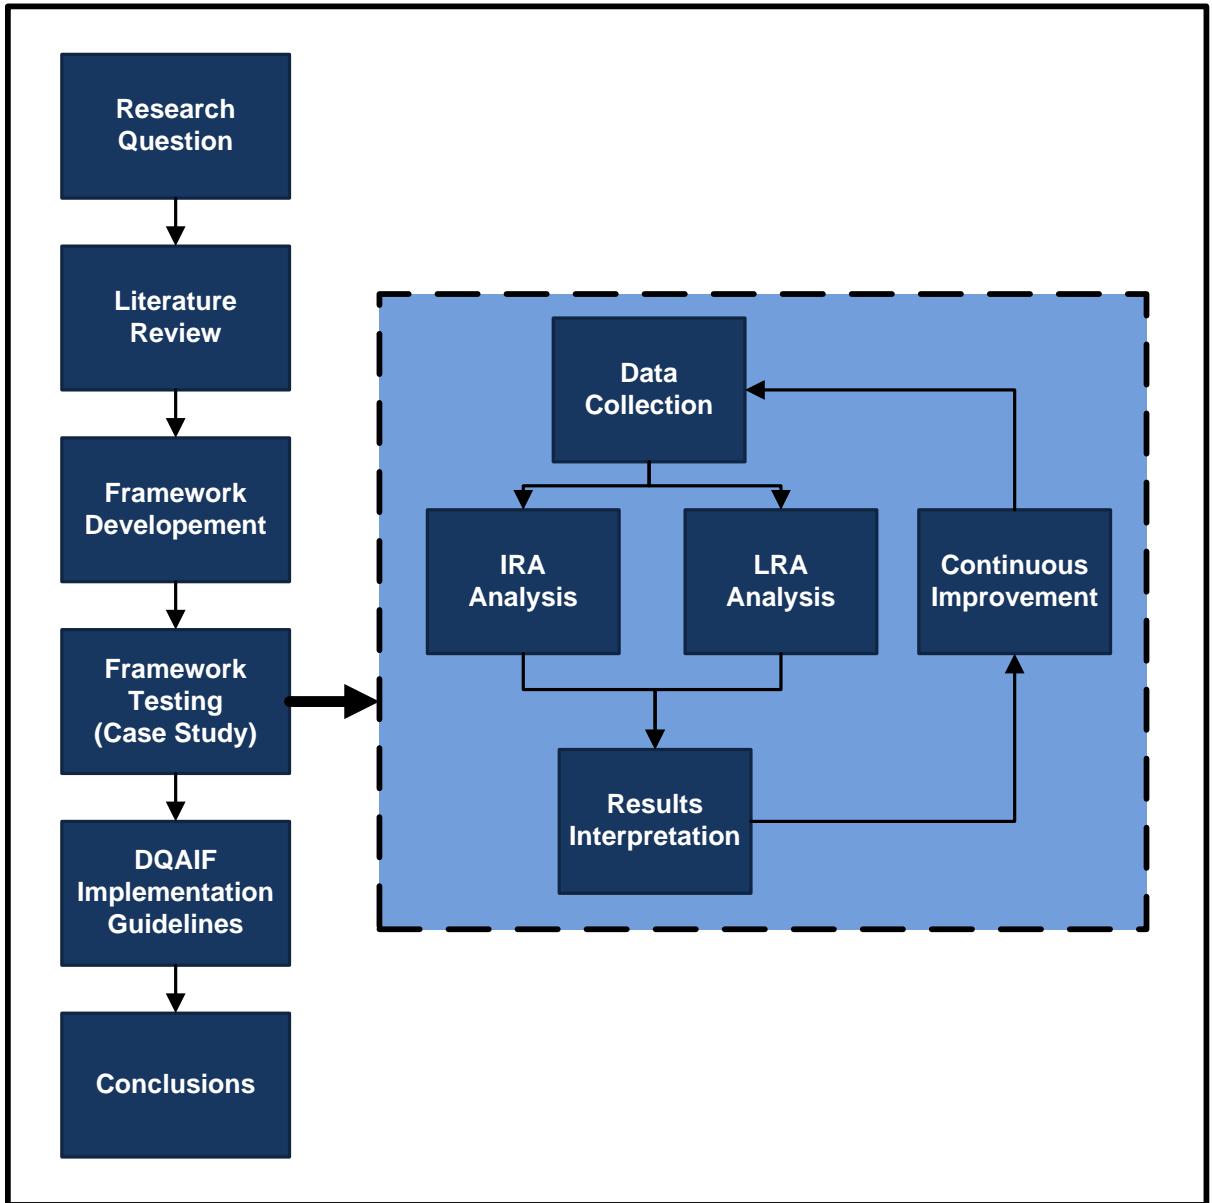 Research
Question
Literature
Review
Framework
Developement
Framework
Testing
(Case Study)
DQAIF
Implementation
Guidelines
Conclusions
Data
Collection
IRA
Analysis
LRA
Analysis
Continuous
Improvement
Results
Interpretation